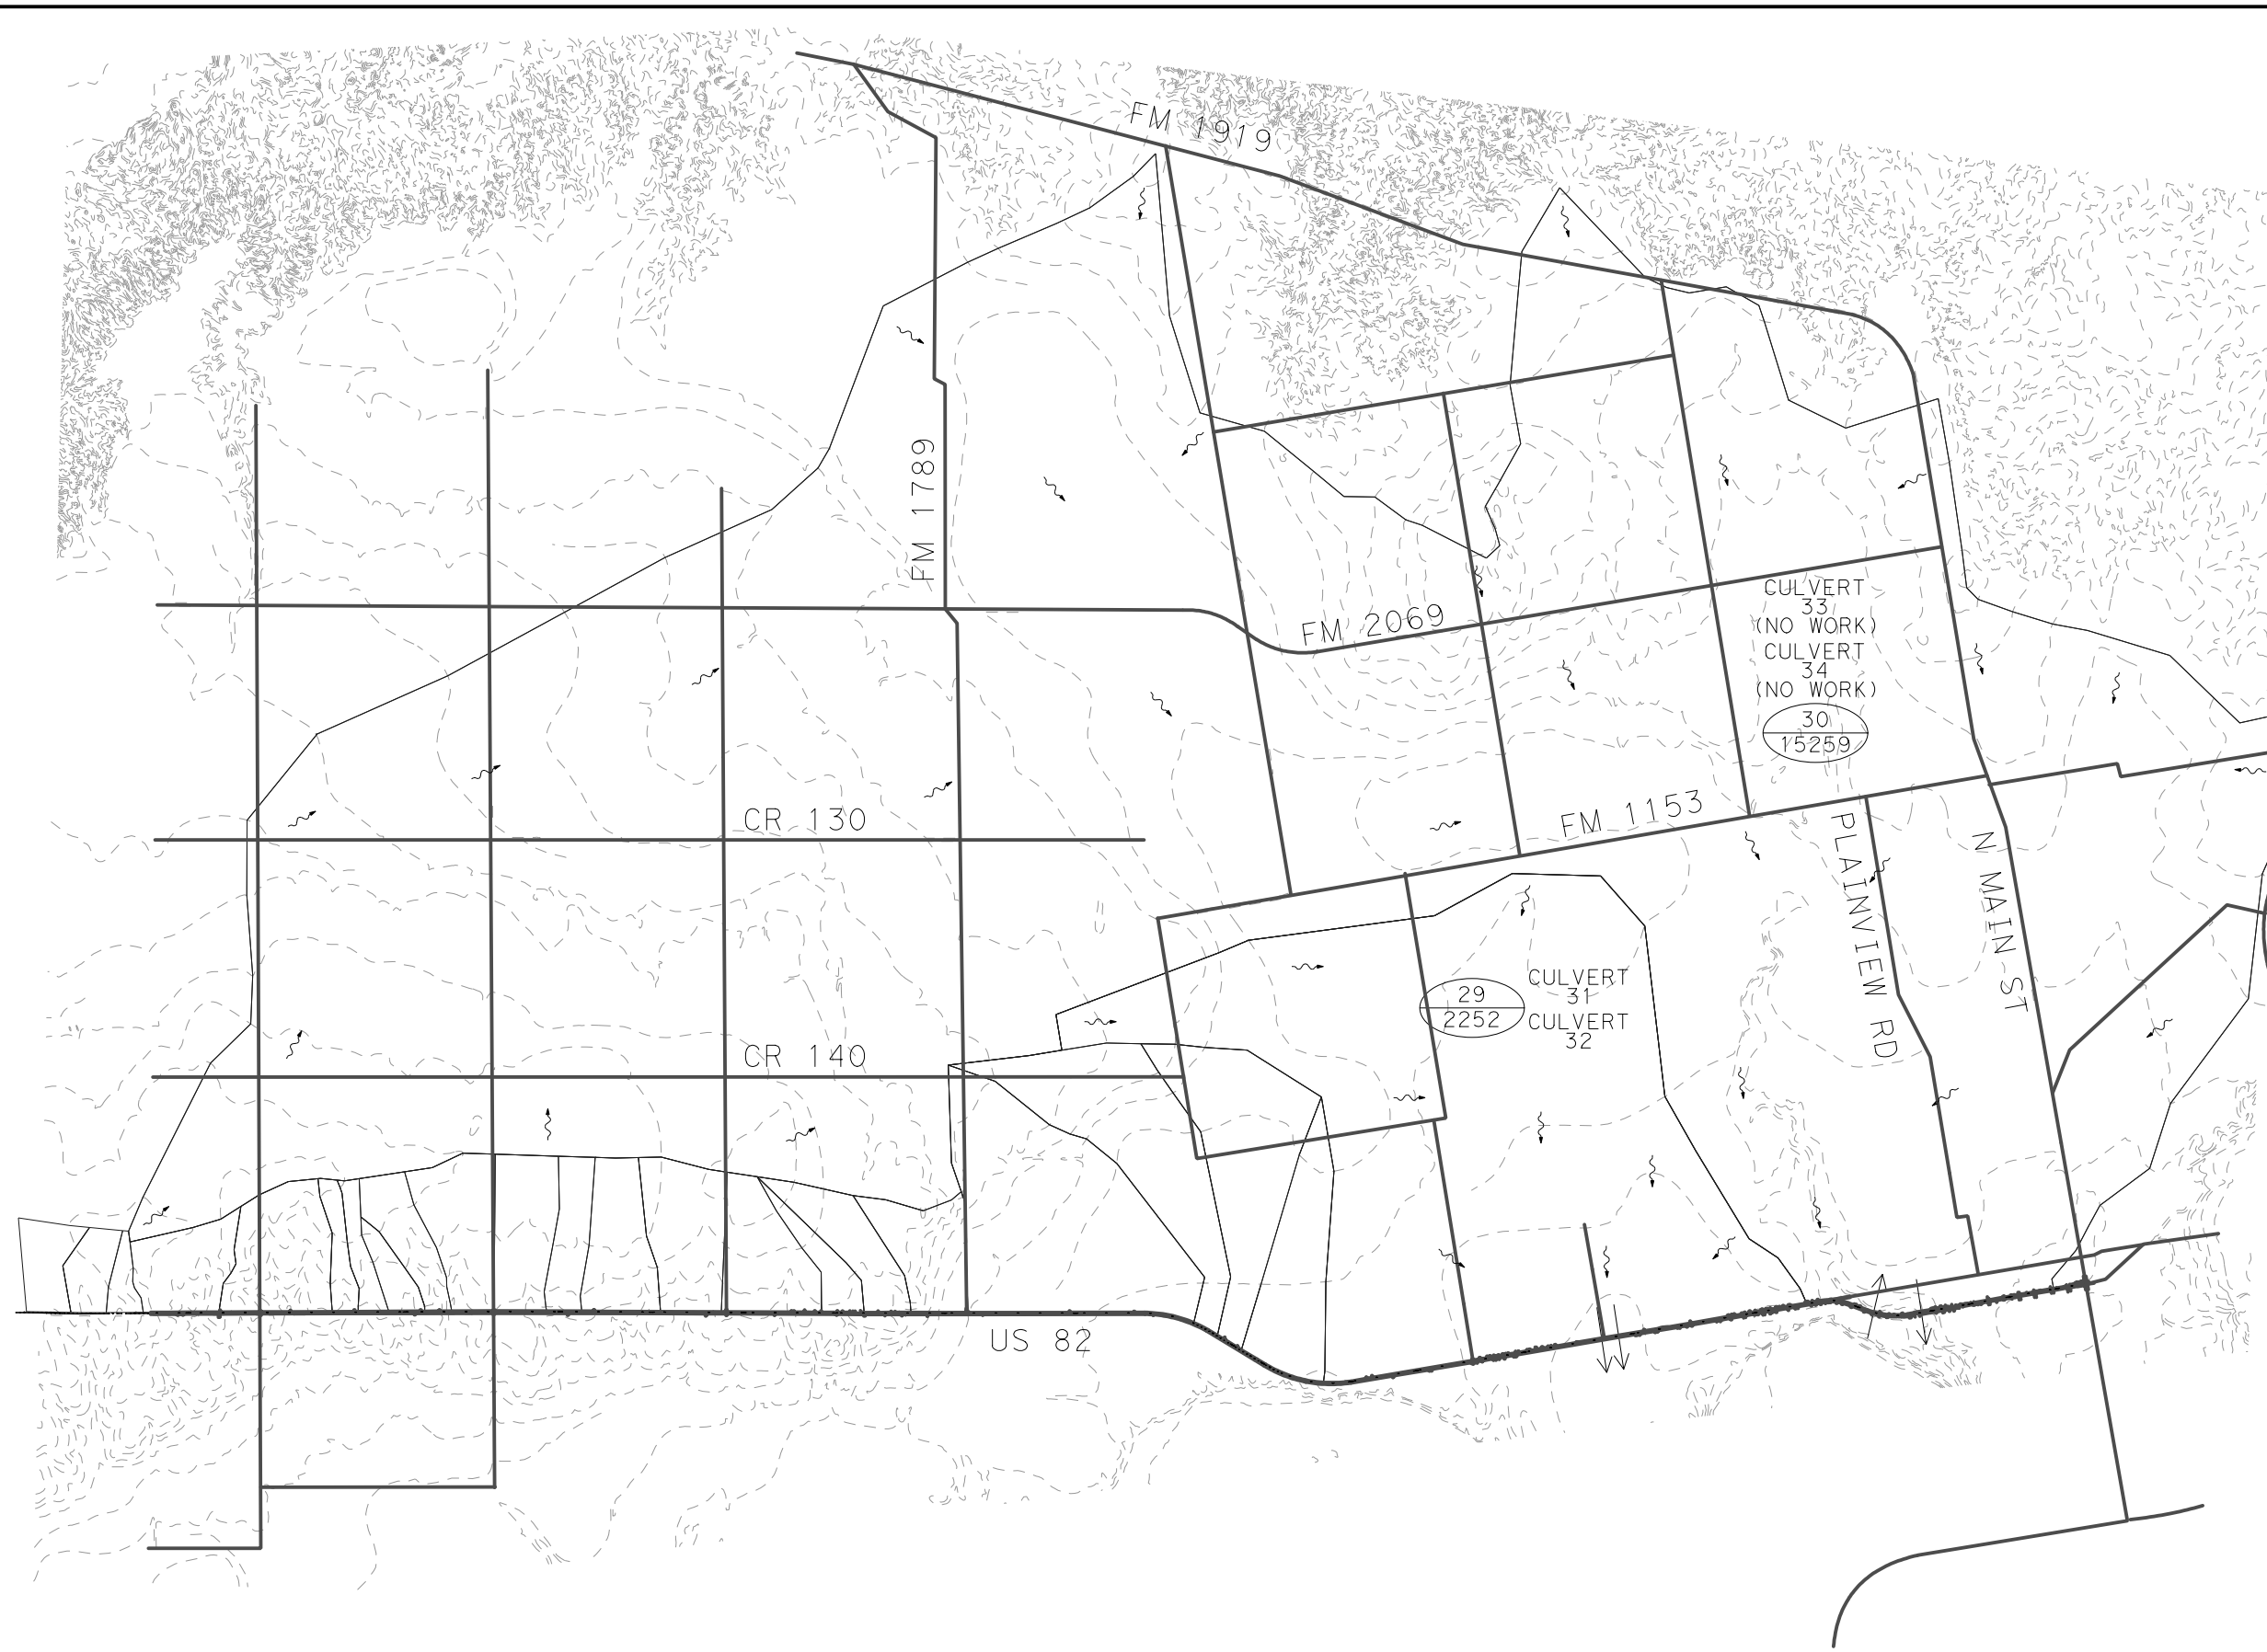 FM 1919
FM 1789
FM 2069
CULVERT
33
(NO WORK)
CULVERT
34
(NO WORK)
30
15259
CR 130
FM 1153
PLAINVIEW RD
N MAIN ST
29
2252
CULVERT
31
CULVERT
32
CR 140
US 82